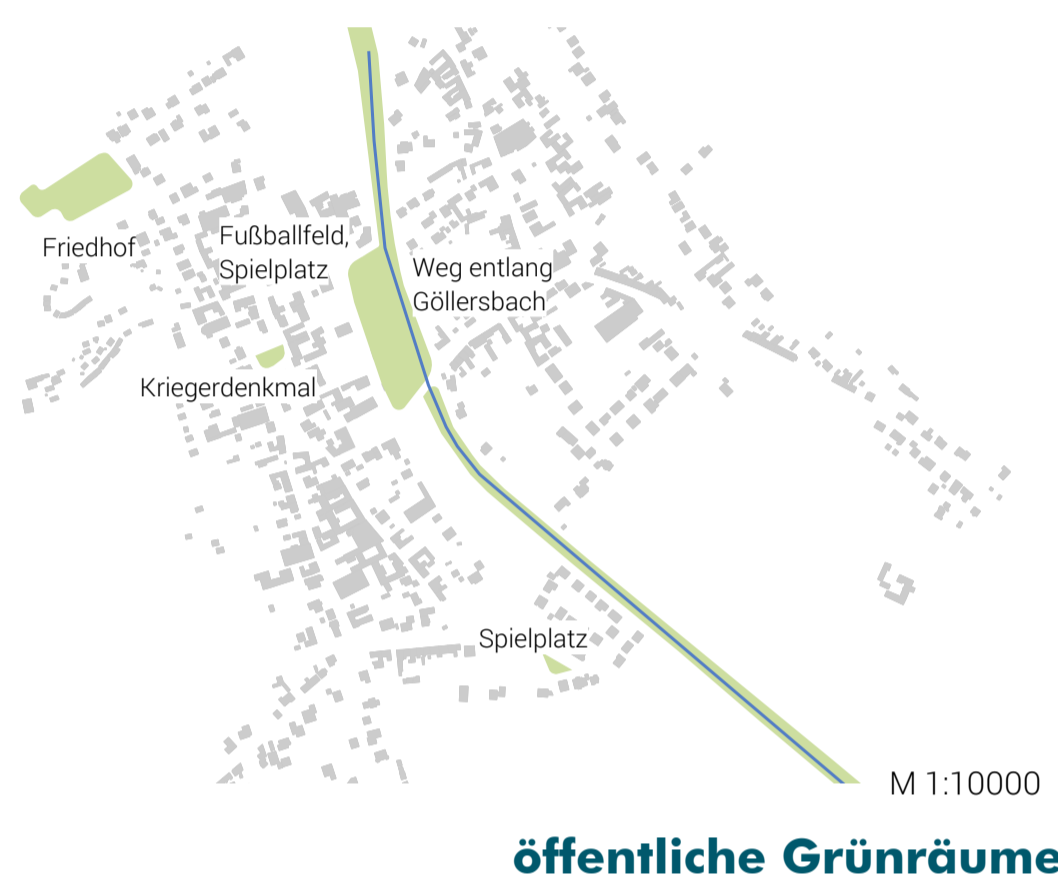 Friedhof
Fußballfeld,
Spielplatz
Weg entlang
Göllersbach
Kriegerdenkmal
Spielplatz
M 1:10000
öffentliche Grünräume